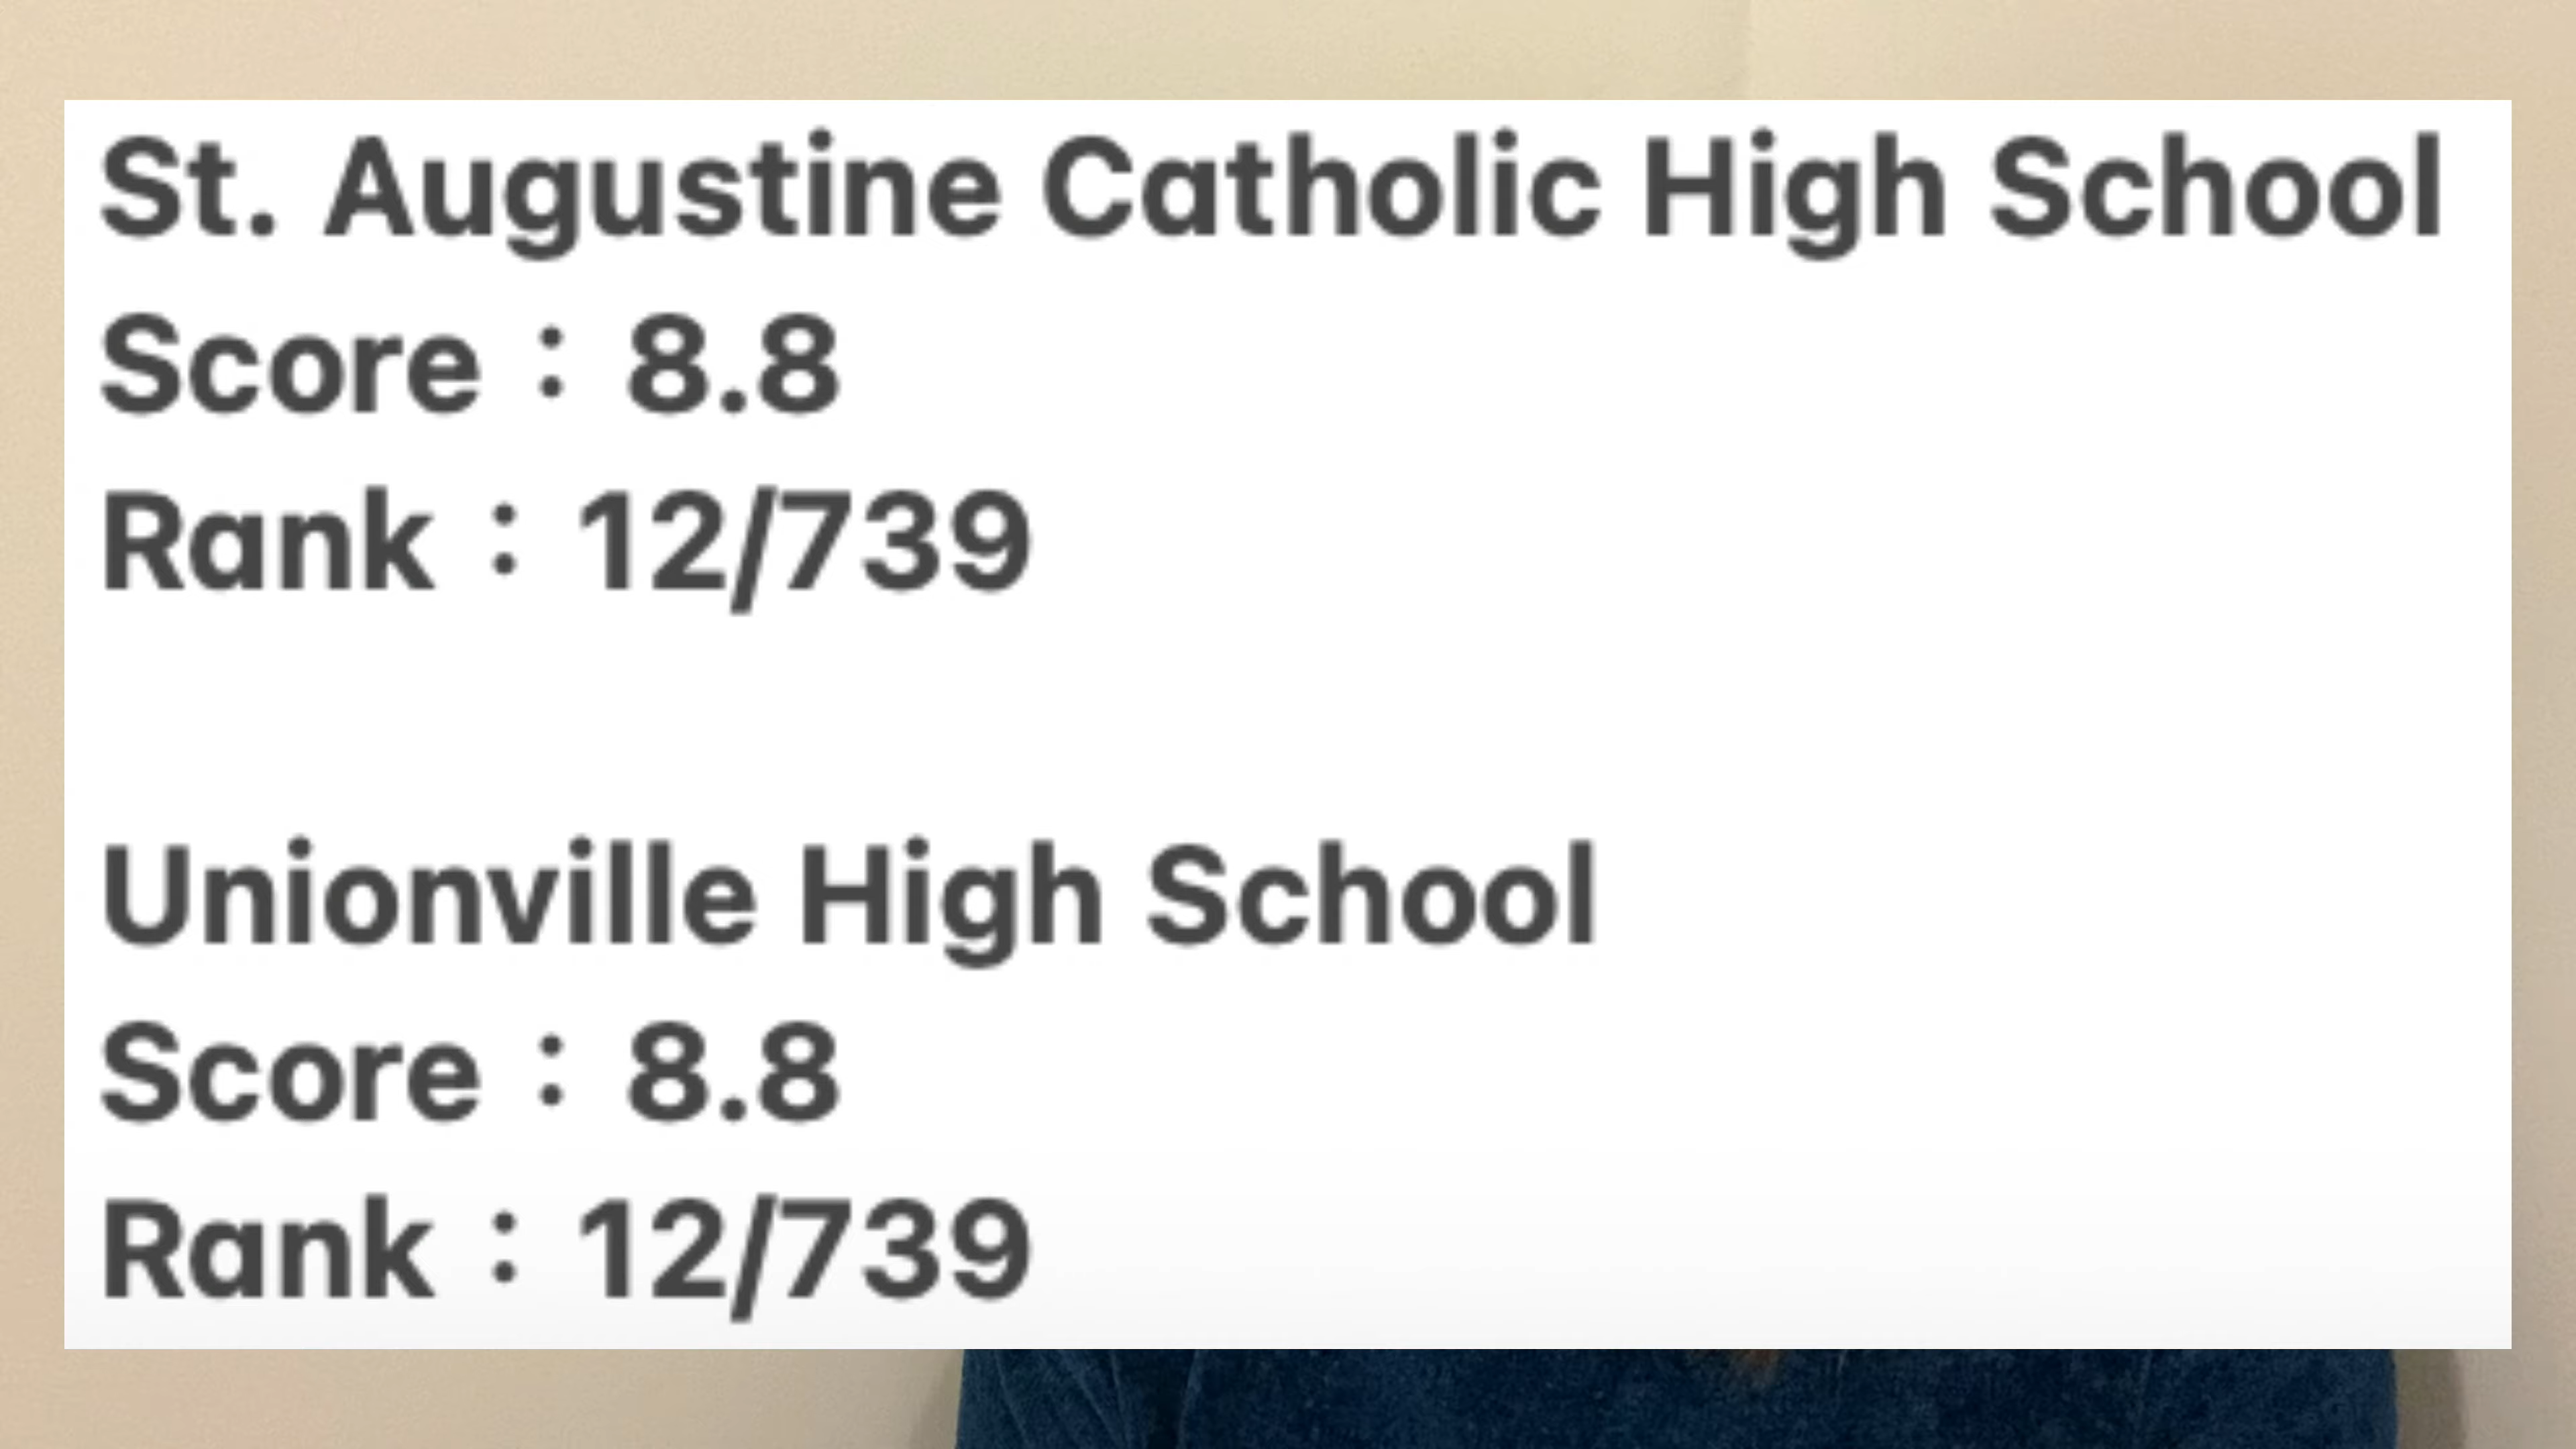 St. Augustine Catholic High School
Score : 8.8
Rank : 12/739
Unionville High School
Score : 8.8
Rank : 12/739